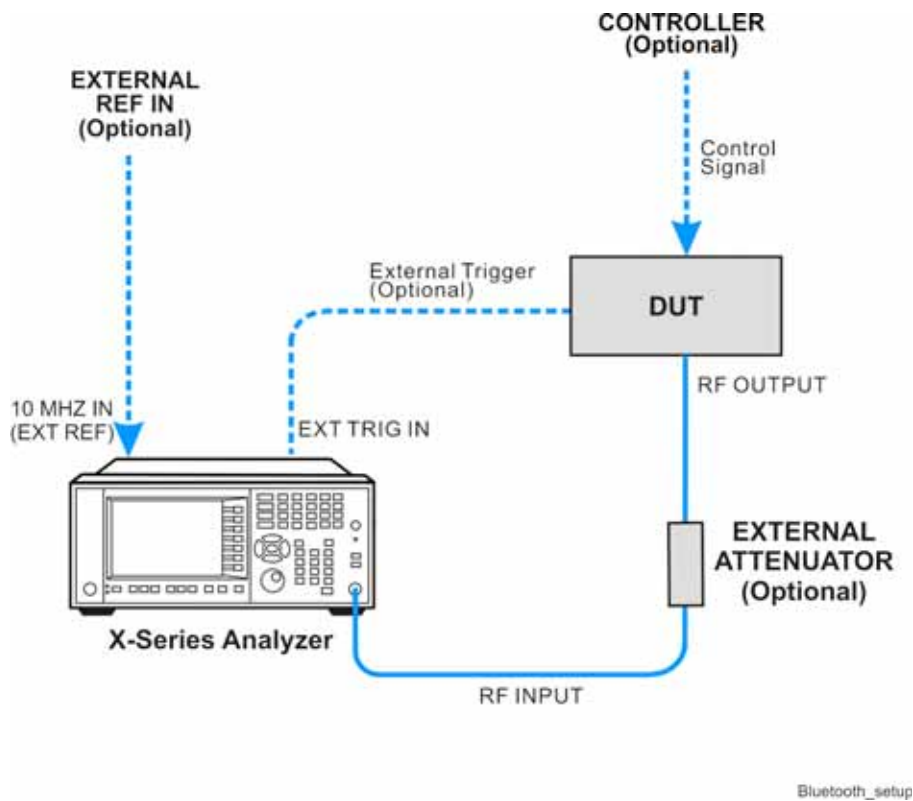 CONTROLLER
(Optional)
EXTERNAL
REF IN
(Optional)
Control
Signal
External Trigger
(Optional)
DUT
RF OUTPUT
10 MHZ IN
(EXT REF)
EXT TRIG IN
EXTERNAL
ATTENUATOR
(Optional)
X-Series Analyzer
RF INPUT
Bluetooth_setup